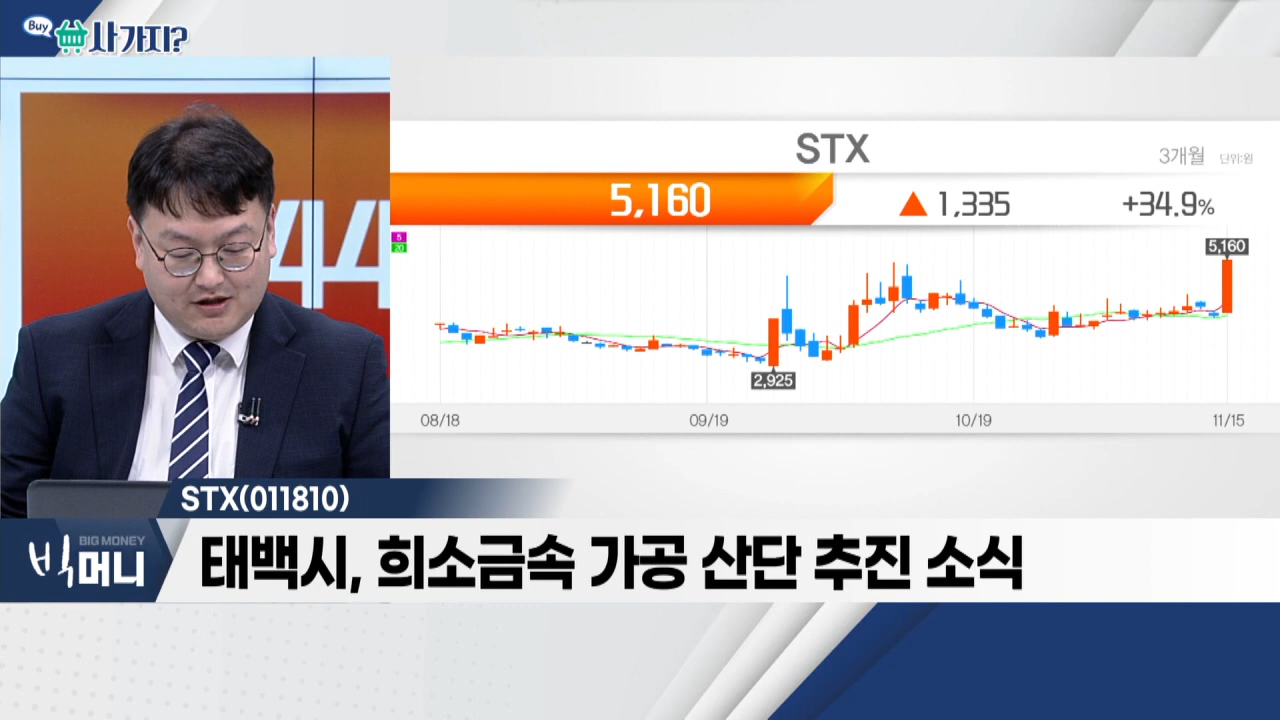 Buy
사가지?
44
STX
3개월 단위:원
5,160 ▲ 1,335 +34.9%
5
20
5,160
2,925
08/18 09/19 10/19 11/15
STX(011810)
BIG MONEY
빅머니
태백시, 희소금속 가공 산단 추진 소식